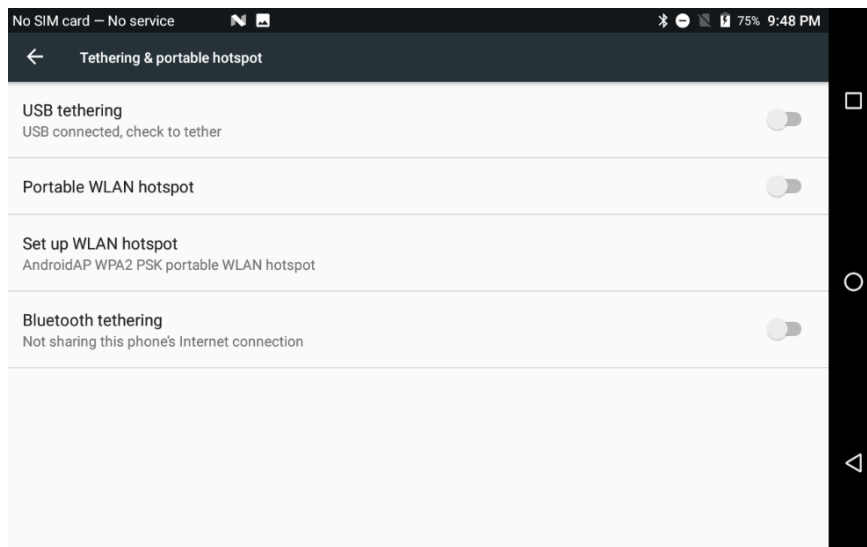 No SIM card — No service
75% 9:48 PM
Tethering & portable hotspot
USB tethering
USB connected, check to tether
Portable WLAN hotspot
Set up WLAN hotspot
AndroidAP WPA2 PSK portable WLAN hotspot
Bluetooth tethering
Not sharing this phone's Internet connection